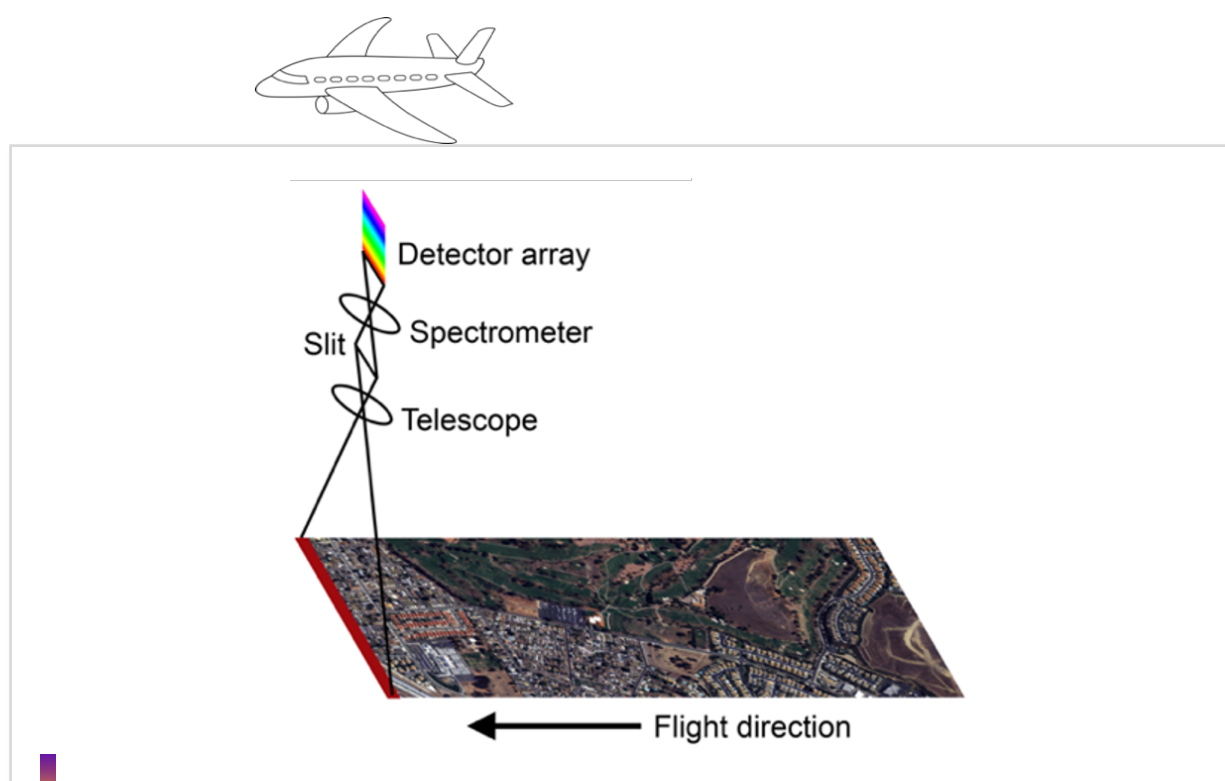 Detector array
Spectrometer
Slit
Telescope
Flight direction